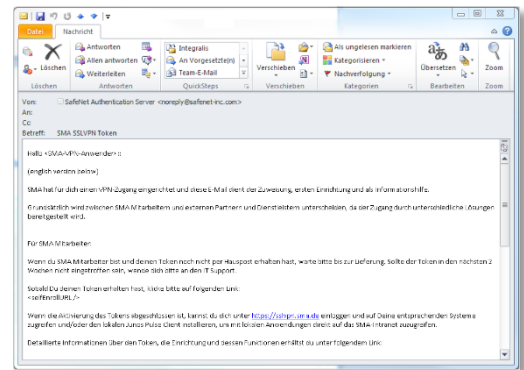 Datei Nachricht
Löschen
Antworten
Allen antworten
Weiterleiten
Integralis
An Vorgesetzte(n)
Team-E-Mail
Verschieben
Als ungelesen markieren
Kategorisieren
Nachverfolgung
Übersetzen
Zoom
Löschen Antworten QuickSteps Verschieben Kategorien Bearbeiten Zoom
Von: SafeNet Authentication Server <noreply@safenet-inc.com>
An:
Cc:
Betreff: SMA SSLVPN Token
Hello <SMA-VPN-Anwender>::
(english version below)
SMA hat für dich einen VPN-Zugang eingerichtet und diese E-Mail dient der Zuweisung, ersten Einrichtung und als Informationshilfe.
Grundsätzlich wird zwischen SMA Mitarbeitern und externen Partnern und Dienstleistern unterscheiden, da der Zugang durch unterschiedliche Lösungen
bereitgestellt wird.
Für SMA Mitarbeiter:
Wenn du SMA Mitarbeiter bist und deinen Token noch nicht per Hauspost erhalten hast, warte bitte bis zur Lieferung. Sollte der Token in den nächsten 2
Wochen nicht eingetroffen sein, wende dich bitte an den IT Support.
Sobald Du deinen Token erhalten hast, klicke bitte auf folgenden Link:
<selfEnrollURL/>
Wenn die Aktivierung des Tokens abgeschlossen ist, kannst du dich unter https://sslvpn.sma.de einloggen und auf Deine entsprechenden Systeme
zugreifen und/oder den lokalen Junos Pulse Client installieren, um mit lokalen Anwendungen direkt auf das SMA-Intranet zuzugreifen.
Detaillierte Informationen über den Token, die Einrichtung und dessen Funktionen erhältst du unter folgendem Link: